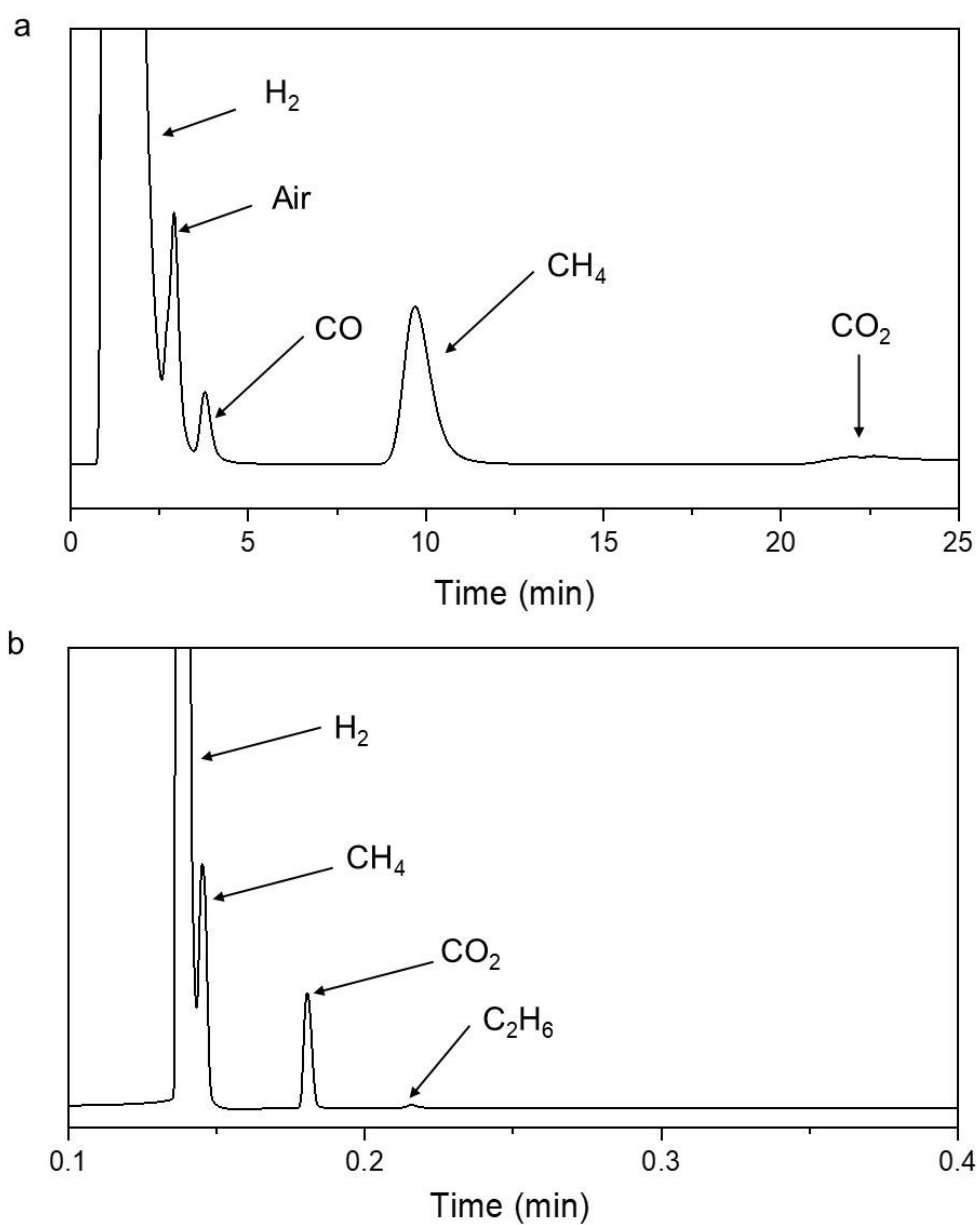 a
H₂
Air
CO
CH₄
CO₂
0 5 10 15 20 25
Time (min)
b
H₂
CH₄
CO₂
C₂H₆
0.1 0.2 0.3 0.4
Time (min)